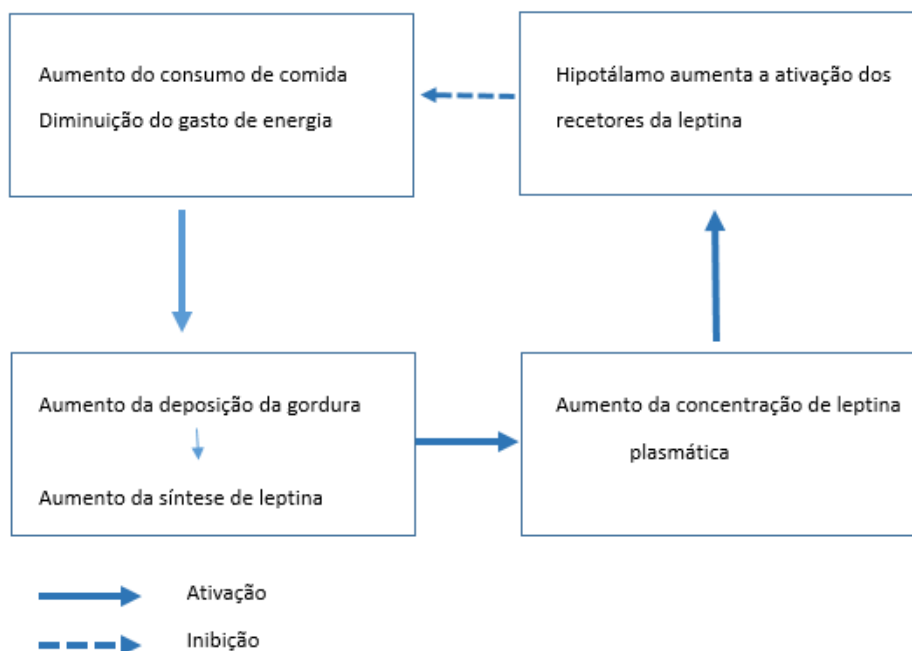 Aumento do consumo de comida
Diminuição do gasto de energia
Hipotálamo aumenta a ativação dos
recetores da leptina
Aumento da deposição da gordura
Aumento da síntese de leptina
Aumento da concentração de leptina
plasmática
Ativação
Inibição